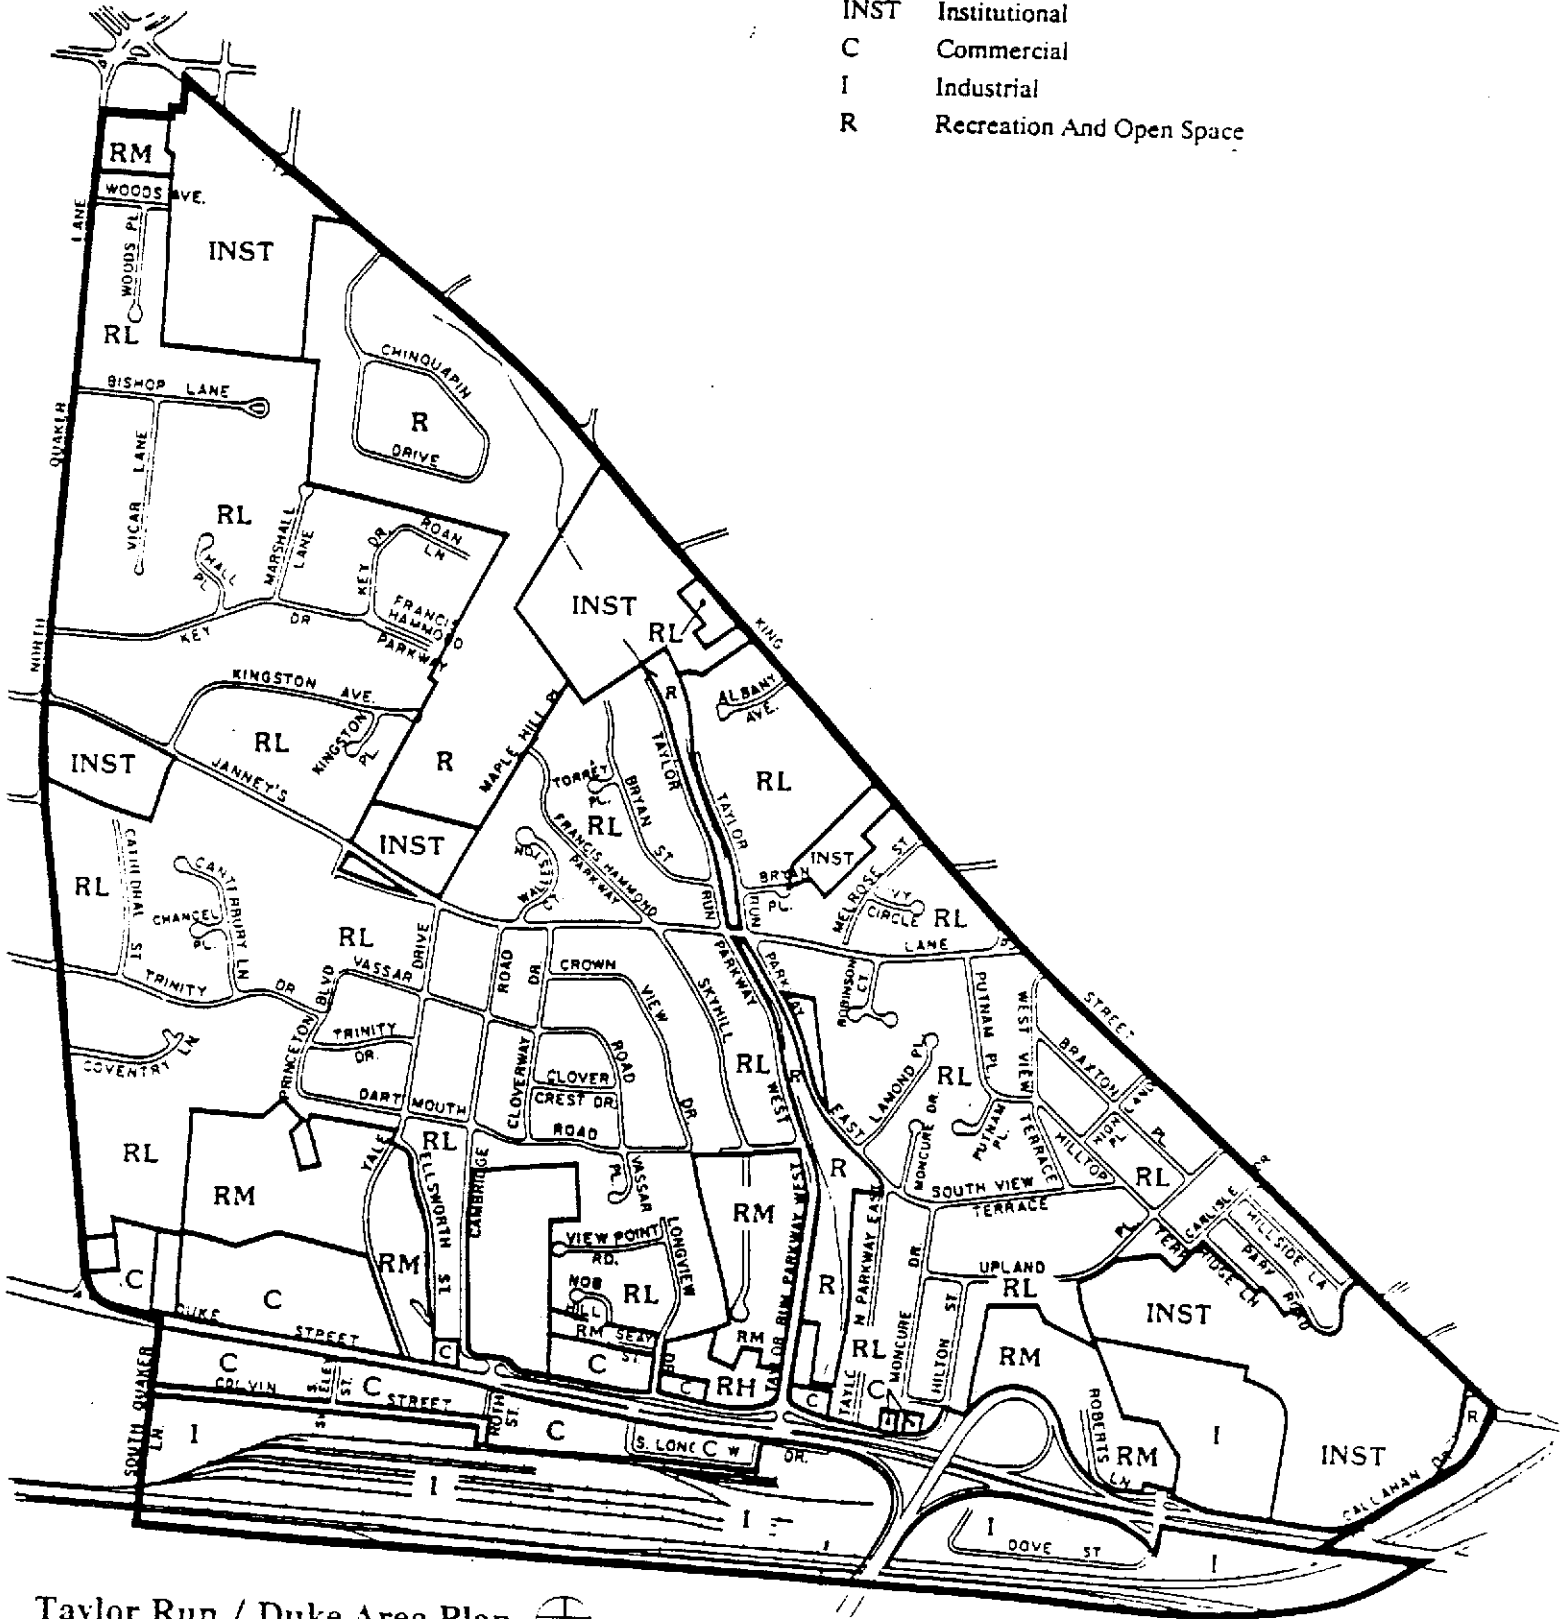 INST Institutional
C Commercial
I Industrial
R Recreation And Open Space
RM
WOODS AVE.
LANE
WOODS PL
INST
RL
CHINQUAPIN
BISHOP LANE
QUAKER
R
DRIVE
VICAR LANE
RL
MARSHALL LANE
ROAN LN
KEY DR.
HALL PL
FRANCIS HAMMOND PARKWAY
INST
RL
KING
KEY DR
NORTH
KINGSTON AVE.
R
ALBANY AVE.
RL
KINGSTON PL
INST
JANNEY'S
R
MAPLE HILL PL
TAYLOR
TORREY PL.
BRYAN ST
RL
TAYLOR
RL
FRANCIS HAMMOND PARKWAY
INST
INST
MELROSE ST
BRYAN PL.
IVY CIRCLE
RL
CATHEDRAL ST
RL
CANTERBURY LN
CHANCEL PL.
RUN
RUN
RL
DRIVE
LANE
VASSAR
ROAD
DR.
CROWN
VIEW
PARKWAY
PARKWAY
SKYHILL
ROBINSON CT
PUTNAM PL.
WEST VIEW TERRACE
STREET
TRINITY DR
BLVD
PRINCETON
TRINITY DR.
COVENTRY LN
CLOVERWAY
ROAD
CLOVER
CREST DR.
DR.
RL
WEST
R
EAST
LAMOND PL
RL
BRAXTON PL
DARTMOUTH
ROAD
RL
YALE
MONCURE DR.
PUTNAM PL.
HILLTOP
HIGHLAND PL
RL
RL
RM
ELLSWORTH ST
CAMBRIDGE
VASSAR PL
RM
R
SOUTH VIEW TERRACE
CARLISLE
HILLSIDE LA
PARK ROAD
RIDGE LN
VIEW POINT RD.
LONGVIEW
TAYLOR RUN PARKWAY WEST
N PARKWAY EAST
DR.
PL
TERR
UPLAND
RL
RM
C
C
NOB HILL
RL
R
INST
DUKE
STREET
RM SEAY ST.
RM
MONCURE
HILTON ST
RL
RM
C
C
C
DR
RH
C
C
TAYLO
SOUTH QUAKER LN
C
COLVIN
C
STREET
ROTH ST.
C
S. LONG C W
DR.
ROBERTS LN
RM
I
INST
R
CALLAHAN DR.
I
I
I
I
DOVE ST
I
Taylor Run / Duke Area Plan